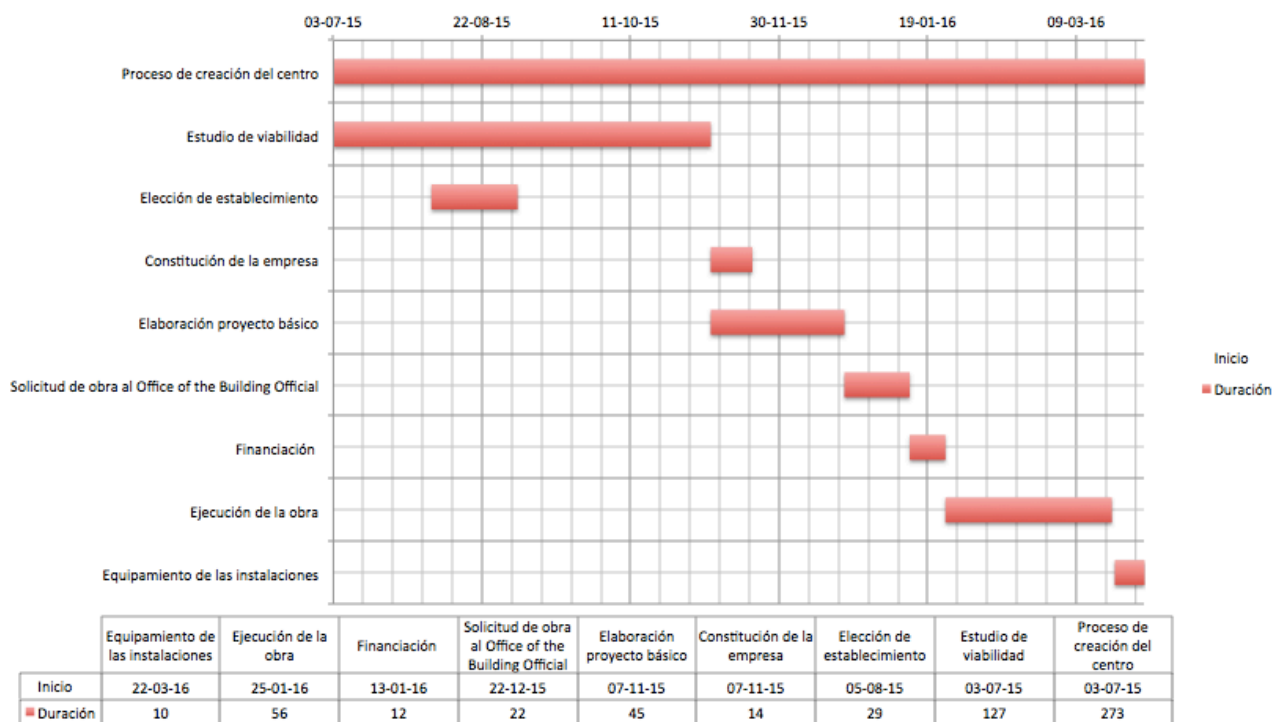 03-07-15 22-08-15 11-10-15 30-11-15 19-01-16 09-03-16
Proceso de creación del centro
Estudio de viabilidad
Elección de establecimiento
Constitución de la empresa
Elaboración proyecto básico
Solicitud de obra al Office of the Building Official
Financiación
Ejecución de la obra
Equipamiento de las instalaciones
Inicio
Duración
Equipamiento de
las instalaciones
Ejecución de la
obra
Financiación
Solicitud de obra
al Office of the
Building Official
Elaboración
proyecto básico
Constitución de la
empresa
Elección de
establecimiento
Estudio de
viabilidad
Proceso de
creación del
centro
Inicio 22-03-16 25-01-16 13-01-16 22-12-15 07-11-15 07-11-15 05-08-15 03-07-15 03-07-15
Duración 10 56 12 22 45 14 29 127 273